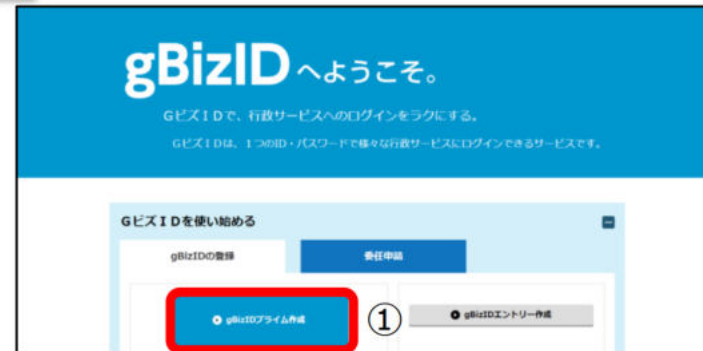 gBizIDへようこそ。
GビズIDで、行政サービスへのログインをラクにする。
GビズIDは、1つのID・パスワードで様々な行政サービスにログインできるサービスです。
GビズIDを使い始める
gBizIDの登録
委任申請
gBizIDプライム作成
①
gBizIDエントリー作成